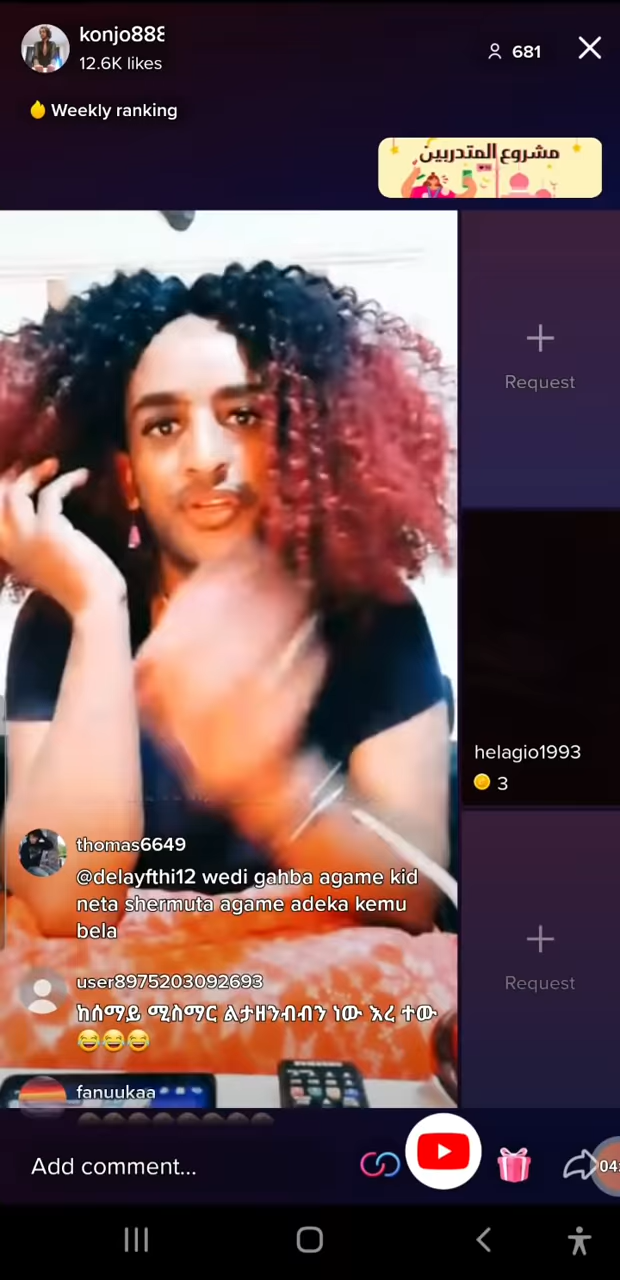 konjo888
12.6K likes
681
Weekly ranking
مشروع المتدربين
Request
helagio1993
3
thomas6649
@delayfthi12 wedi gahba agame kid
neta shermuta agame adeka kemu
bela
user8975203092693
ከሰማይ ሚስማር ልታዘንብብን ነው እረ ተው
😂😂😂
Request
fanuukaa
Add comment...
04: